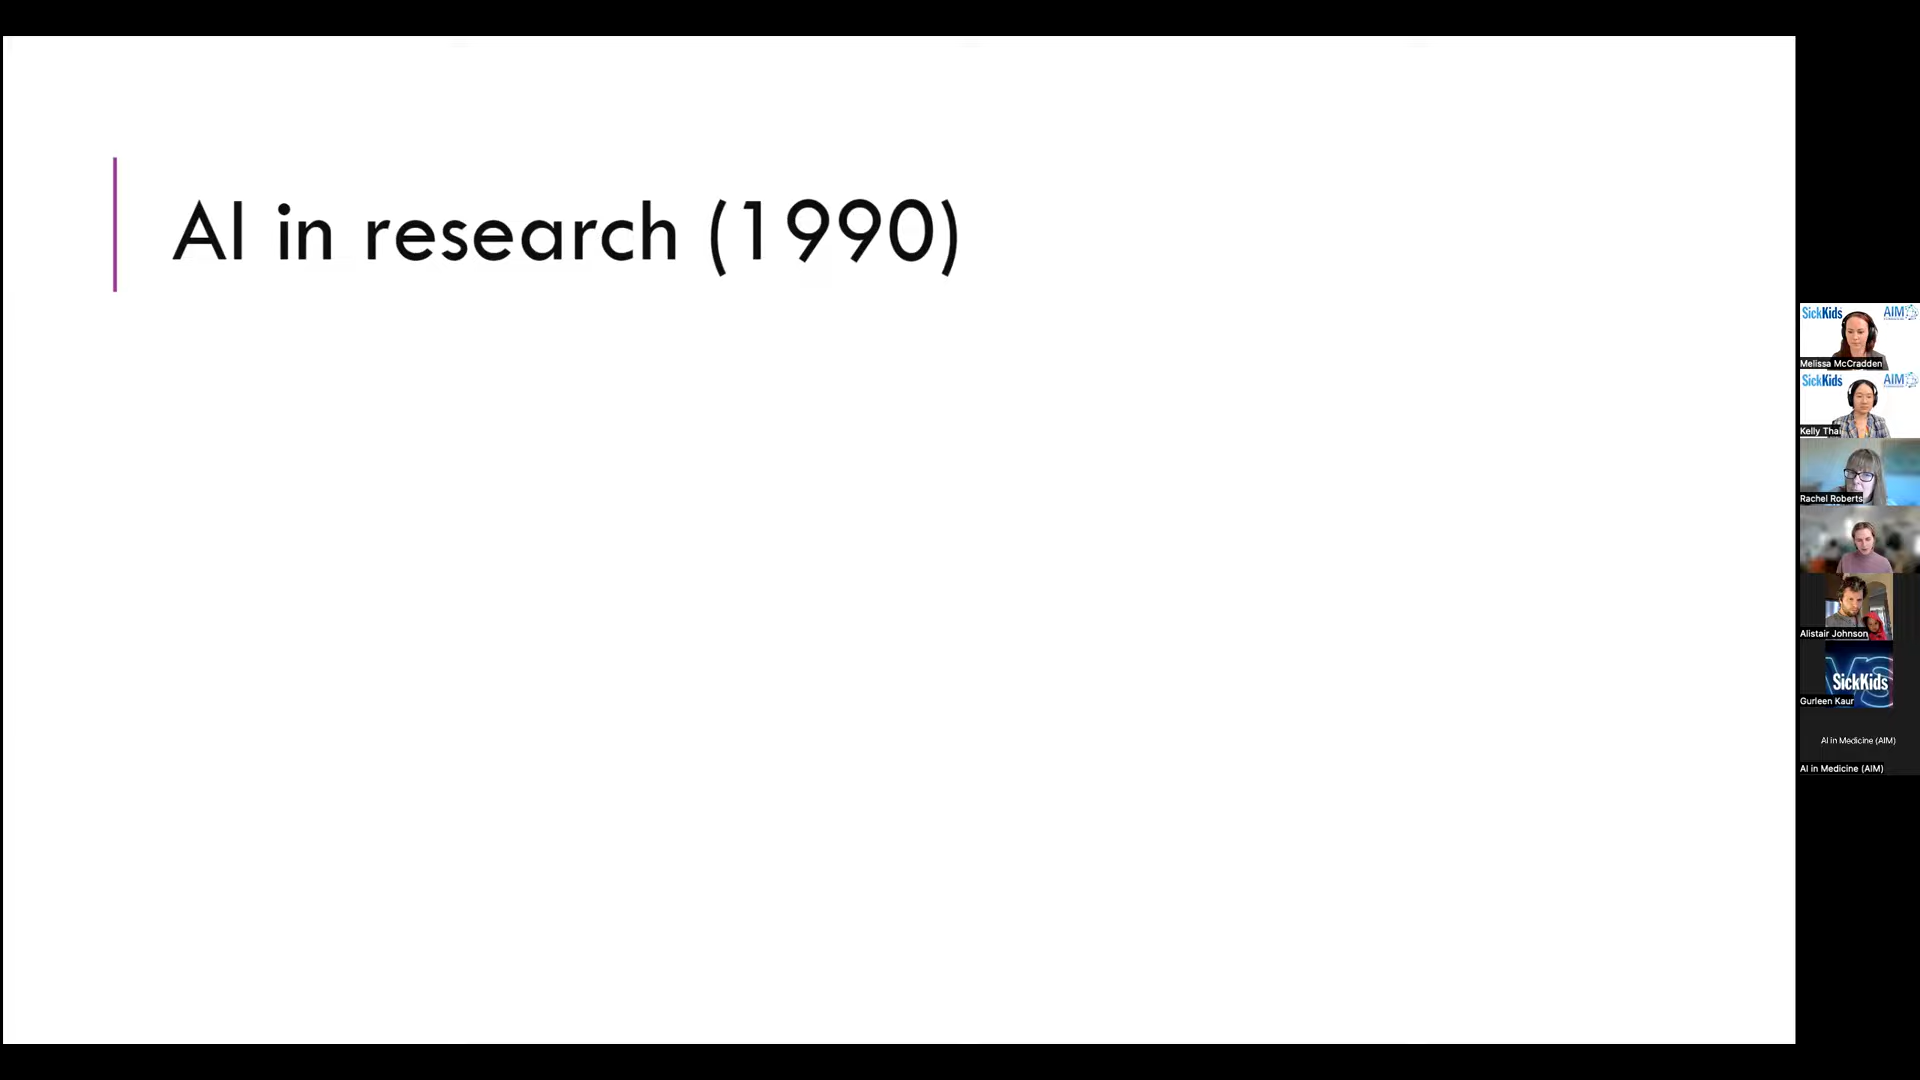 AI in research (1990)
SickKids
AIM
Melissa McCradden
SickKids
AIM
Kelly Thai
Rachel Roberts
Alistair Johnson
SickKids
Gurleen Kaur
AI in Medicine (AIM)
AI in Medicine (AIM)